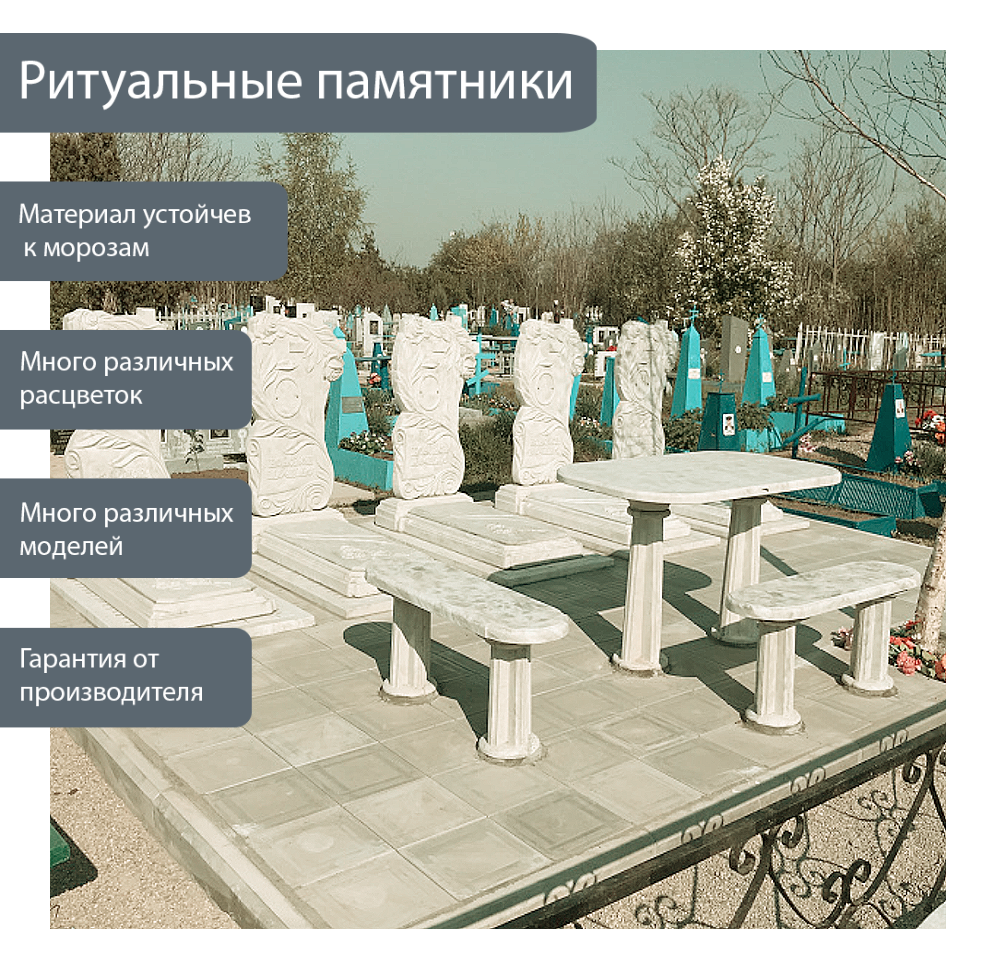 Ритуальные памятники
Материал устойчев
к морозам
Много различных
расцветок
Много различных
моделей
Гарантия от
производителя